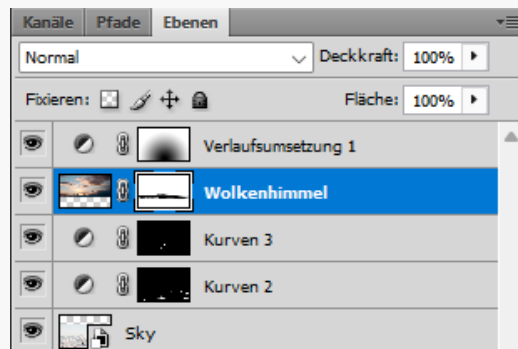 Kanäle Pfade Ebenen
Normal Deckkraft: 100%
Fixieren: Fläche: 100%
Verlaufsumsetzung 1
Wolkenhimmel
Kurven 3
Kurven 2
Sky